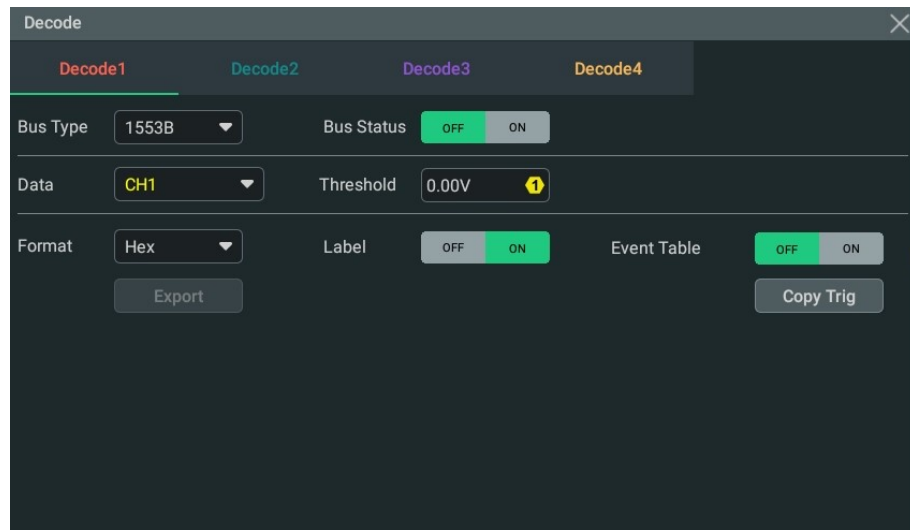 Decode
Decode1 Decode2 Decode3 Decode4
Bus Type 1553B Bus Status OFF ON
Data CH1 Threshold 0.00V 1
Format Hex Label OFF ON Event Table OFF ON
Export Copy Trig